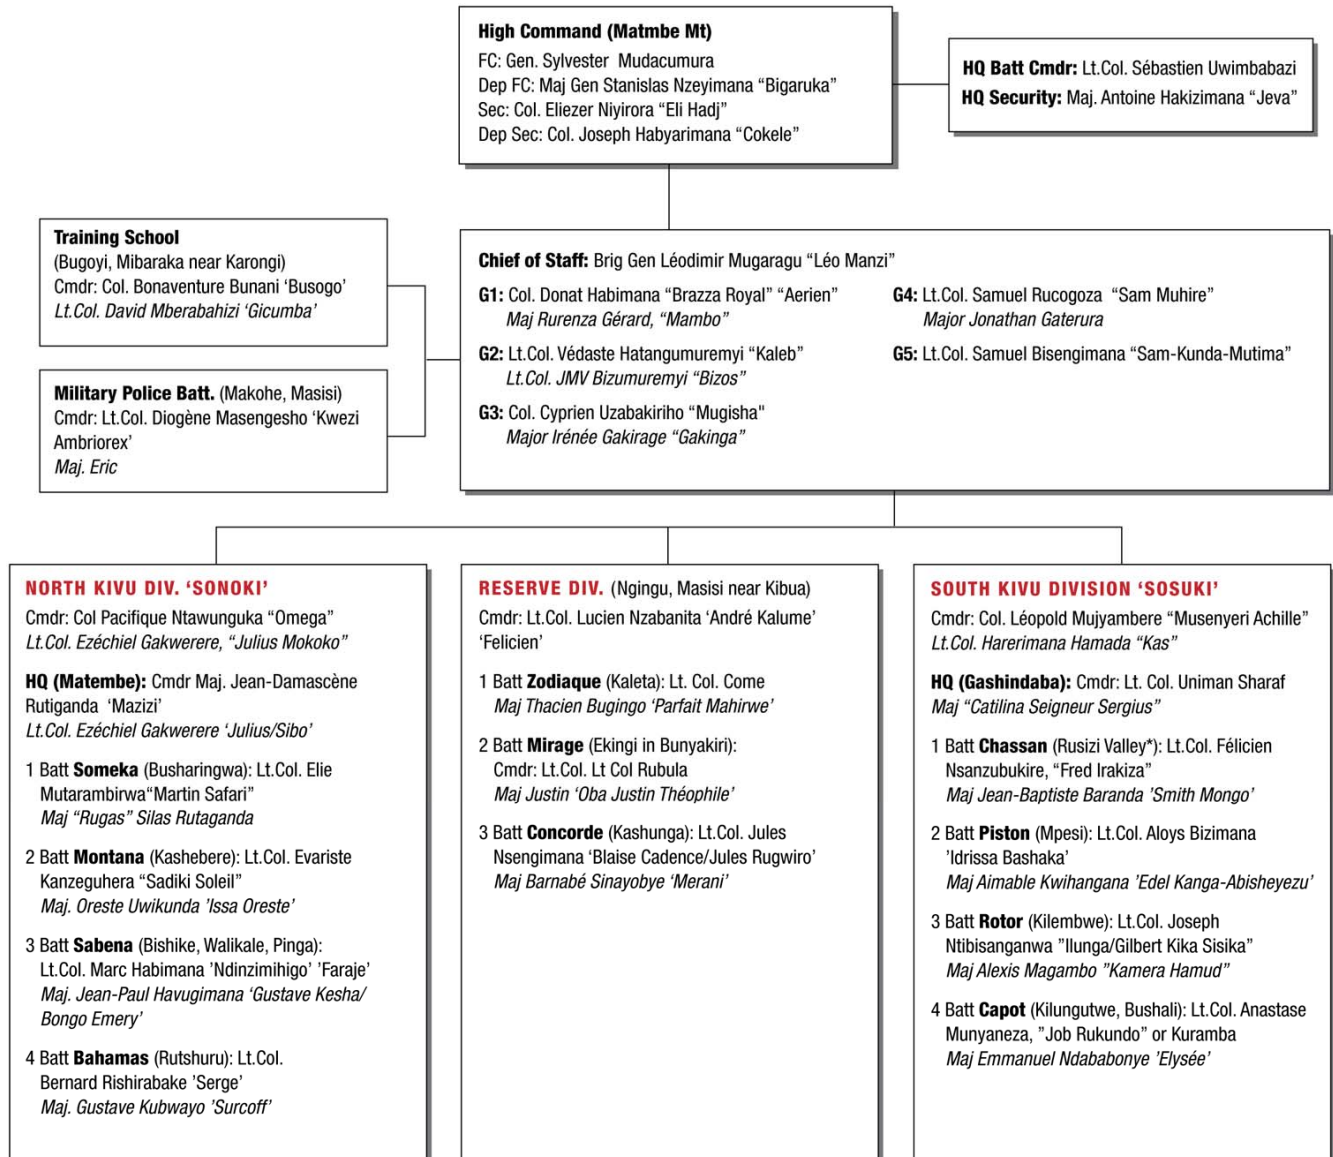 High Command (Matmbe Mt)
FC: Gen. Sylvester Mudacumura
Dep FC: Maj Gen Stanislas Nzeyimana “Bigaruka”
Sec: Col. Eliezer Niyirora “Eli Hadj”
Dep Sec: Col. Joseph Habyarimana “Cokele”
HQ Batt Cmdr: Lt.Col. Sébastien Uwimbabazi
HQ Security: Maj. Antoine Hakizimana “Jeva”
Training School
(Bugoyi, Mibaraka near Karongi)
Cmdr: Col. Bonaventure Bunani ‘Busogo’
Lt.Col. David Mberabahizi ‘Gicumba’
Military Police Batt. (Makohe, Masisi)
Cmdr: Lt.Col. Diogène Masengesho ‘Kwezi
Ambriorex’
Maj. Eric
Chief of Staff: Brig Gen Léodimir Mugaragu “Léo Manzi”
G1: Col. Donat Habimana “Brazza Royal” “Aerien”
Maj Rurenza Gérard, “Mambo”
G2: Lt.Col. Védaste Hatangumuremyi “Kaleb”
Lt.Col. JMV Bizumuremyi “Bizos”
G3: Col. Cyprien Uzabakiriho “Mugisha"
Major Irénée Gakirage “Gakinga”
G4: Lt.Col. Samuel Rucogoza “Sam Muhire”
Major Jonathan Gaterura
G5: Lt.Col. Samuel Bisengimana “Sam-Kunda-Mutima”
NORTH KIVU DIV. ‘SONOKI’
Cmdr: Col Pacifique Ntawunguka “Omega”
Lt.Col. Ezéchiel Gakwerere, “Julius Mokoko”
HQ (Matembe): Cmdr Maj. Jean-Damascène
Rutiganda ‘Mazizi’
Lt.Col. Ezéchiel Gakwerere ‘Julius/Sibo’
1 Batt Someka (Busharingwa): Lt.Col. Elie
Mutarambirwa“Martin Safari”
Maj “Rugas” Silas Rutaganda
2 Batt Montana (Kashebere): Lt.Col. Evariste
Kanzeguhera “Sadiki Soleil”
Maj. Oreste Uwikunda ’Issa Oreste’
3 Batt Sabena (Bishike, Walikale, Pinga):
Lt.Col. Marc Habimana ’Ndinzimihigo’ ’Faraje’
Maj. Jean-Paul Havugimana ‘Gustave Kesha/
Bongo Emery’
4 Batt Bahamas (Rutshuru): Lt.Col.
Bernard Rishirabake ’Serge’
Maj. Gustave Kubwayo ’Surcoff’
RESERVE DIV. (Ngingu, Masisi near Kibua)
Cmdr: Lt.Col. Lucien Nzabanita ‘André Kalume’
‘Felicien’
1 Batt Zodiaque (Kaleta): Lt. Col. Come
Maj Thacien Bugingo ‘Parfait Mahirwe’
2 Batt Mirage (Ekingi in Bunyakiri):
Cmdr: Lt.Col. Lt Col Rubula
Maj Justin ‘Oba Justin Théophile’
3 Batt Concorde (Kashunga): Lt.Col. Jules
Nsengimana ‘Blaise Cadence/Jules Rugwiro’
Maj Barnabé Sinayobye ‘Merani’
SOUTH KIVU DIVISION ‘SOSUKI’
Cmdr: Col. Léopold Mujyambere “Musenyeri Achille”
Lt.Col. Harerimana Hamada “Kas”
HQ (Gashindaba): Cmdr: Lt. Col. Uniman Sharaf
Maj “Catilina Seigneur Sergius”
1 Batt Chassan (Rusizi Valley*): Lt.Col. Félicien
Nsanzubukire, “Fred Irakiza”
Maj Jean-Baptiste Baranda ’Smith Mongo’
2 Batt Piston (Mpesi): Lt.Col. Aloys Bizimana
’Idrissa Bashaka’
Maj Aimable Kwihangana ’Edel Kanga-Abisheyezu’
3 Batt Rotor (Kilembwe): Lt.Col. Joseph
Ntibisanganwa ”Ilunga/Gilbert Kika Sisika”
Maj Alexis Magambo ”Kamera Hamud”
4 Batt Capot (Kilungutwe, Bushali): Lt.Col. Anastase
Munyaneza, ”Job Rukundo” or Kuramba
Maj Emmanuel Ndababonye ’Elysée’